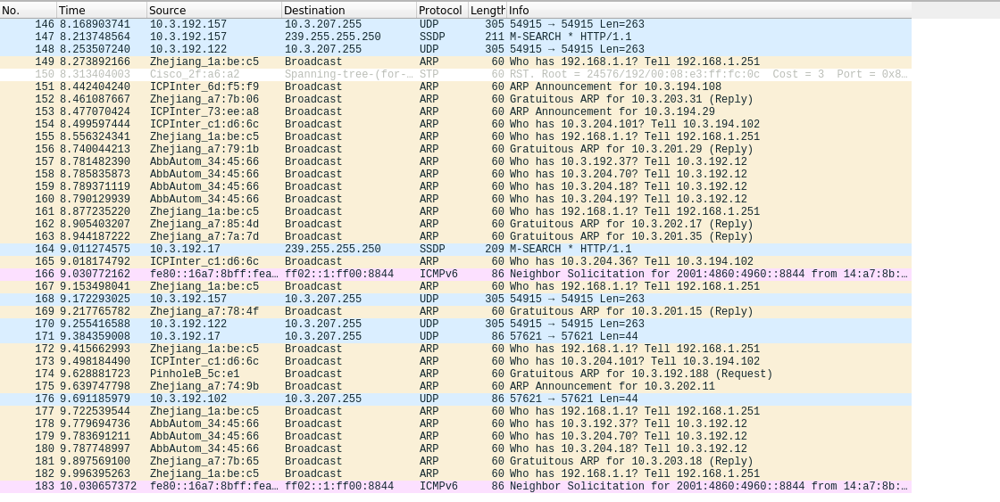 No. Time Source Destination Protocol Length Info
146 8.168903741 10.3.192.157 10.3.207.255 UDP 305 54915 → 54915 Len=263
147 8.213748564 10.3.192.157 239.255.255.250 SSDP 211 M-SEARCH * HTTP/1.1
148 8.253507240 10.3.192.122 10.3.207.255 UDP 305 54915 → 54915 Len=263
149 8.273892166 Zhejiang_1a:be:c5 Broadcast ARP 60 Who has 192.168.1.1? Tell 192.168.1.251
150 8.313404003 Cisco_2f:a6:a2 Spanning-tree-(for-… STP 60 RST. Root = 24576/192/00:08:e3:ff:fc:0c Cost = 3 Port = 0x8…
151 8.442404240 ICPInter_6d:f5:f9 Broadcast ARP 60 ARP Announcement for 10.3.194.108
152 8.461087667 Zhejiang_a7:7b:06 Broadcast ARP 60 Gratuitous ARP for 10.3.203.31 (Reply)
153 8.477070424 ICPInter_73:ee:a8 Broadcast ARP 60 ARP Announcement for 10.3.194.29
154 8.499597444 ICPInter_c1:d6:6c Broadcast ARP 60 Who has 10.3.204.101? Tell 10.3.194.102
155 8.556324341 Zhejiang_1a:be:c5 Broadcast ARP 60 Who has 192.168.1.1? Tell 192.168.1.251
156 8.740044213 Zhejiang_a7:79:1b Broadcast ARP 60 Gratuitous ARP for 10.3.201.29 (Reply)
157 8.781482390 AbbAutom_34:45:66 Broadcast ARP 60 Who has 10.3.192.37? Tell 10.3.192.12
158 8.785835873 AbbAutom_34:45:66 Broadcast ARP 60 Who has 10.3.204.70? Tell 10.3.192.12
159 8.789371119 AbbAutom_34:45:66 Broadcast ARP 60 Who has 10.3.204.18? Tell 10.3.192.12
160 8.790129939 AbbAutom_34:45:66 Broadcast ARP 60 Who has 10.3.204.19? Tell 10.3.192.12
161 8.877235220 Zhejiang_1a:be:c5 Broadcast ARP 60 Who has 192.168.1.1? Tell 192.168.1.251
162 8.905403207 Zhejiang_a7:85:4d Broadcast ARP 60 Gratuitous ARP for 10.3.202.17 (Reply)
163 8.944187222 Zhejiang_a7:7a:7d Broadcast ARP 60 Gratuitous ARP for 10.3.201.35 (Reply)
164 9.011274575 10.3.192.17 239.255.255.250 SSDP 209 M-SEARCH * HTTP/1.1
165 9.018174792 ICPInter_c1:d6:6c Broadcast ARP 60 Who has 10.3.204.36? Tell 10.3.194.102
166 9.030772162 fe80::16a7:8bff:fea… ff02::1:ff00:8844 ICMPv6 86 Neighbor Solicitation for 2001:4860:4960::8844 from 14:a7:8b:…
167 9.153498041 Zhejiang_1a:be:c5 Broadcast ARP 60 Who has 192.168.1.1? Tell 192.168.1.251
168 9.172293025 10.3.192.157 10.3.207.255 UDP 305 54915 → 54915 Len=263
169 9.217765782 Zhejiang_a7:78:4f Broadcast ARP 60 Gratuitous ARP for 10.3.201.15 (Reply)
170 9.255416588 10.3.192.122 10.3.207.255 UDP 305 54915 → 54915 Len=263
171 9.384359008 10.3.192.17 10.3.207.255 UDP 86 57621 → 57621 Len=44
172 9.415662993 Zhejiang_1a:be:c5 Broadcast ARP 60 Who has 192.168.1.1? Tell 192.168.1.251
173 9.498184490 ICPInter_c1:d6:6c Broadcast ARP 60 Who has 10.3.204.101? Tell 10.3.194.102
174 9.628881723 PinholeB_5c:e1 Broadcast ARP 60 Gratuitous ARP for 10.3.192.188 (Request)
175 9.639747798 Zhejiang_a7:74:9b Broadcast ARP 60 ARP Announcement for 10.3.202.11
176 9.691185979 10.3.192.102 10.3.207.255 UDP 86 57621 → 57621 Len=44
177 9.722539544 Zhejiang_1a:be:c5 Broadcast ARP 60 Who has 192.168.1.1? Tell 192.168.1.251
178 9.779694736 AbbAutom_34:45:66 Broadcast ARP 60 Who has 10.3.192.37? Tell 10.3.192.12
179 9.783691211 AbbAutom_34:45:66 Broadcast ARP 60 Who has 10.3.204.70? Tell 10.3.192.12
180 9.787748997 AbbAutom_34:45:66 Broadcast ARP 60 Who has 10.3.204.18? Tell 10.3.192.12
181 9.897569100 Zhejiang_a7:7b:65 Broadcast ARP 60 Gratuitous ARP for 10.3.203.18 (Reply)
182 9.996395263 Zhejiang_1a:be:c5 Broadcast ARP 60 Who has 192.168.1.1? Tell 192.168.1.251
183 10.030657372 fe80::16a7:8bff:fea… ff02::1:ff00:8844 ICMPv6 86 Neighbor Solicitation for 2001:4860:4960::8844 from 14:a7:8b:…